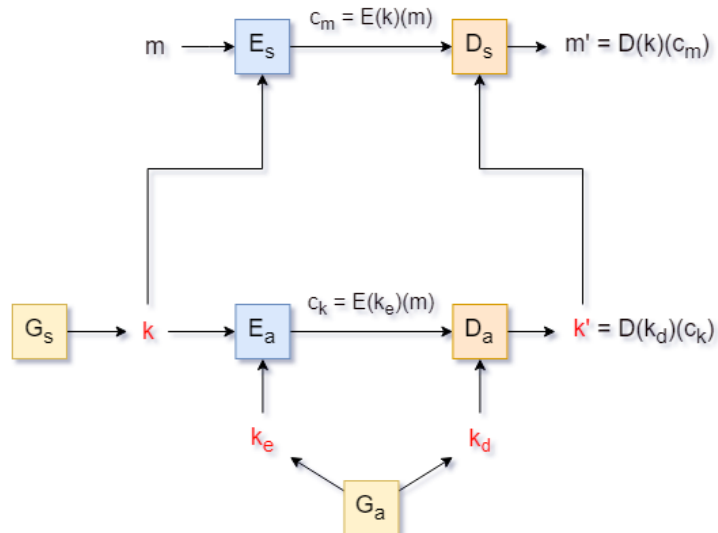 c_m = E(k)(m)
m E_s D_s m' = D(k)(c_m)
c_k = E(k_e)(m)
G_s k E_a D_a k' = D(k_d)(c_k)
k_e k_d
G_a